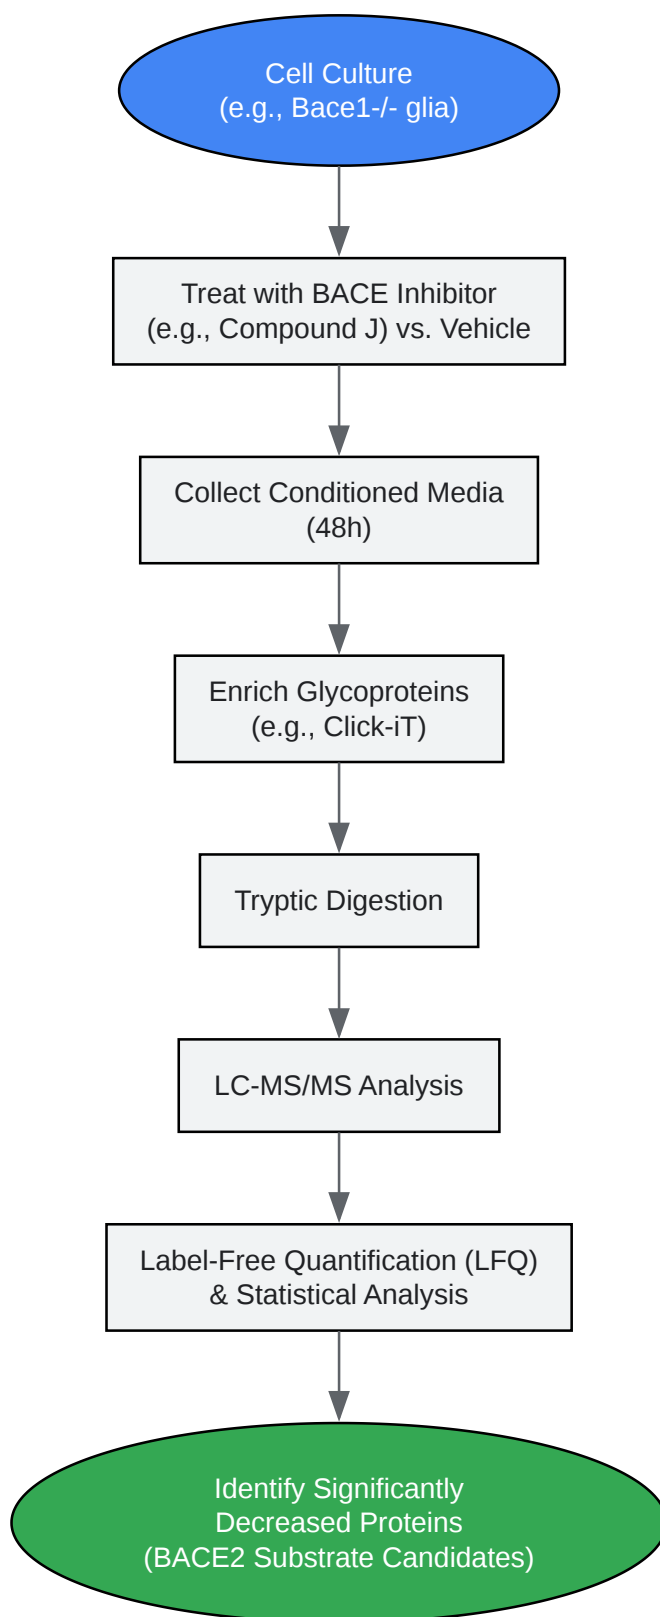 Cell Culture
(e.g., Bace1-/- glia)
Treat with BACE Inhibitor
(e.g., Compound J) vs. Vehicle
Collect Conditioned Media
(48h)
Enrich Glycoproteins
(e.g., Click-iT)
Tryptic Digestion
LC-MS/MS Analysis
Label-Free Quantification (LFQ)
& Statistical Analysis
Identify Significantly
Decreased Proteins
(BACE2 Substrate Candidates)